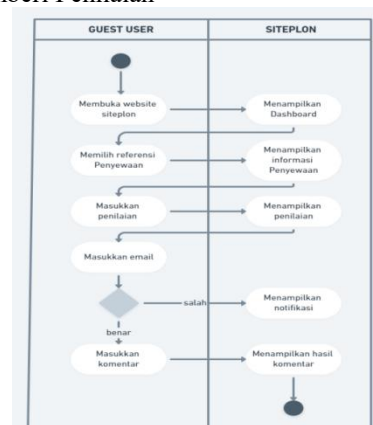 GUEST USER
SITEPLON
Membuka website
siteplon
Menampilkan
Dashboard
Memilih referensi
Penyewaan
Menampilkan
informasi
Penyewaan
Masukkan
penilaian
Menampilkan
penilaian
Masukkan email
salah
Menampilkan
notifikasi
benar
Masukkan
komentar
Menampilkan hasil
komentar